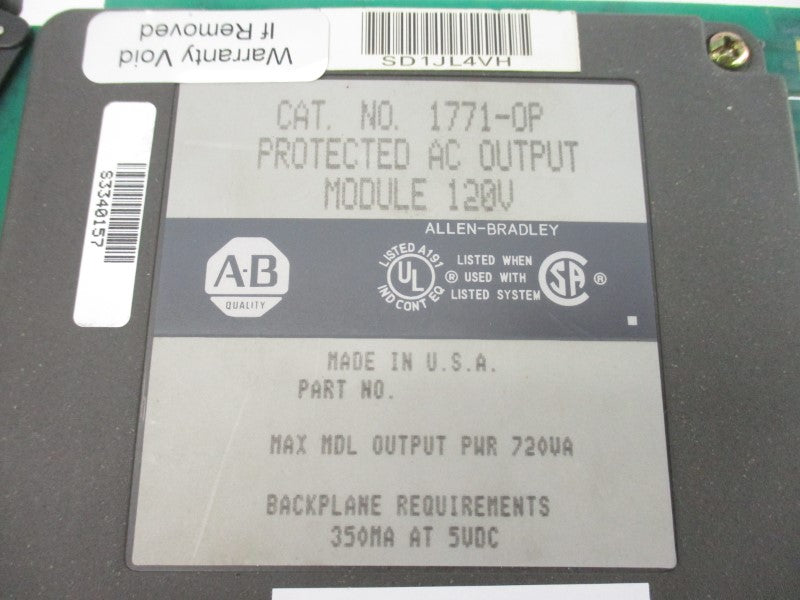 Warranty Void
If Removed
SD1JL4VH
S3340157
CAT. NO. 1771-OP
PROTECTED AC OUTPUT
MODULE 120V
ALLEN-BRADLEY
A-B
QUALITY
LISTED A191
UL
IND CONT EQ
®
LISTED WHEN
USED WITH
LISTED SYSTEM
SA ®
MADE IN U.S.A.
PART NO.
MAX MDL OUTPUT PWR 720VA
BACKPLANE REQUIREMENTS
350MA AT 5VDC